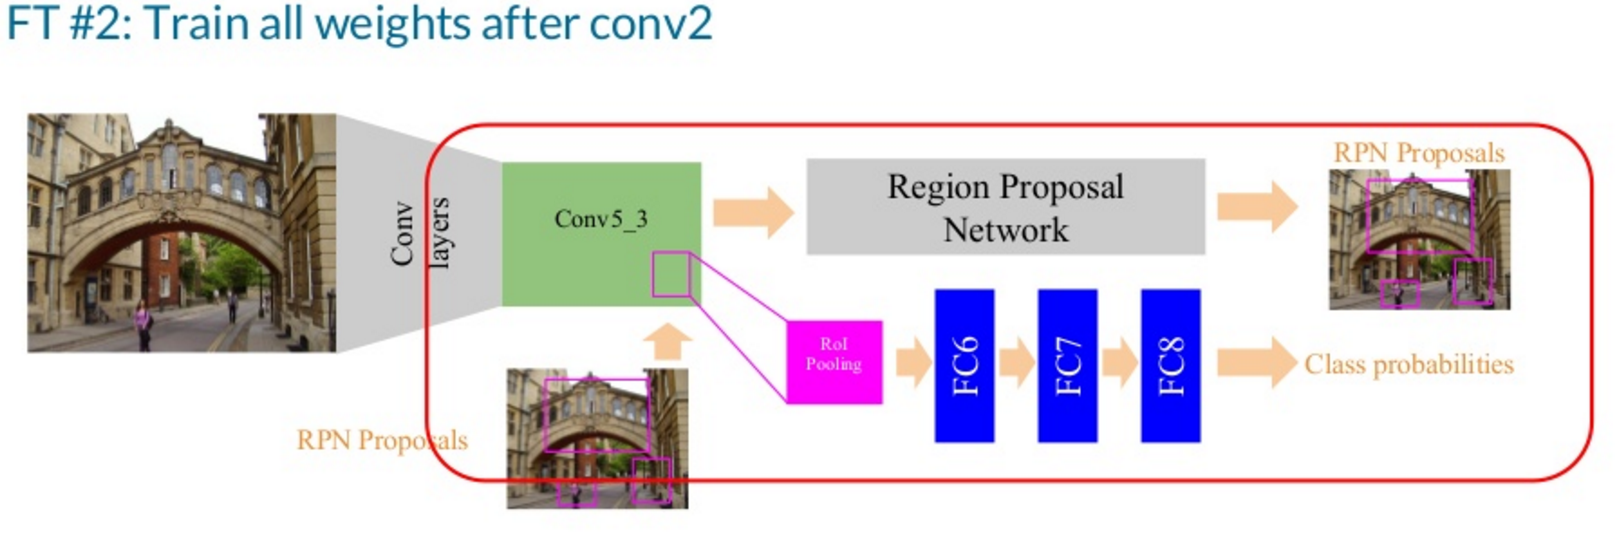 FT #2: Train all weights after conv2
Conv
layers
Conv5_3
Region Proposal
Network
RPN Proposals
RoI
Pooling
FC6
FC7
FC8
Class probabilities
RPN Proposals